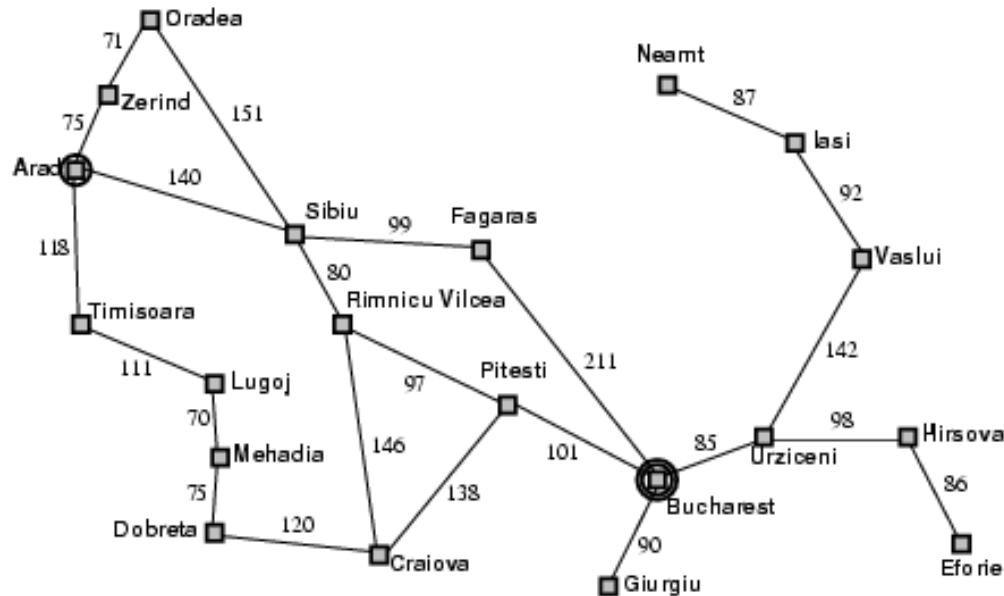 Oradea
71
Neamt
87
Zerind
75
151
Iasi
Arad
140
92
Sibiu
Fagaras
99
118
Vaslui
80
Timisoara
Rimnicu Vilcea
142
111
211
Lugoj
97
Pitesti
70
98
Hirsova
146
85
Mehadia
101
Urziceni
138
86
75
Bucharest
Dobreta
120
90
Craiova
Eforie
Giurgiu